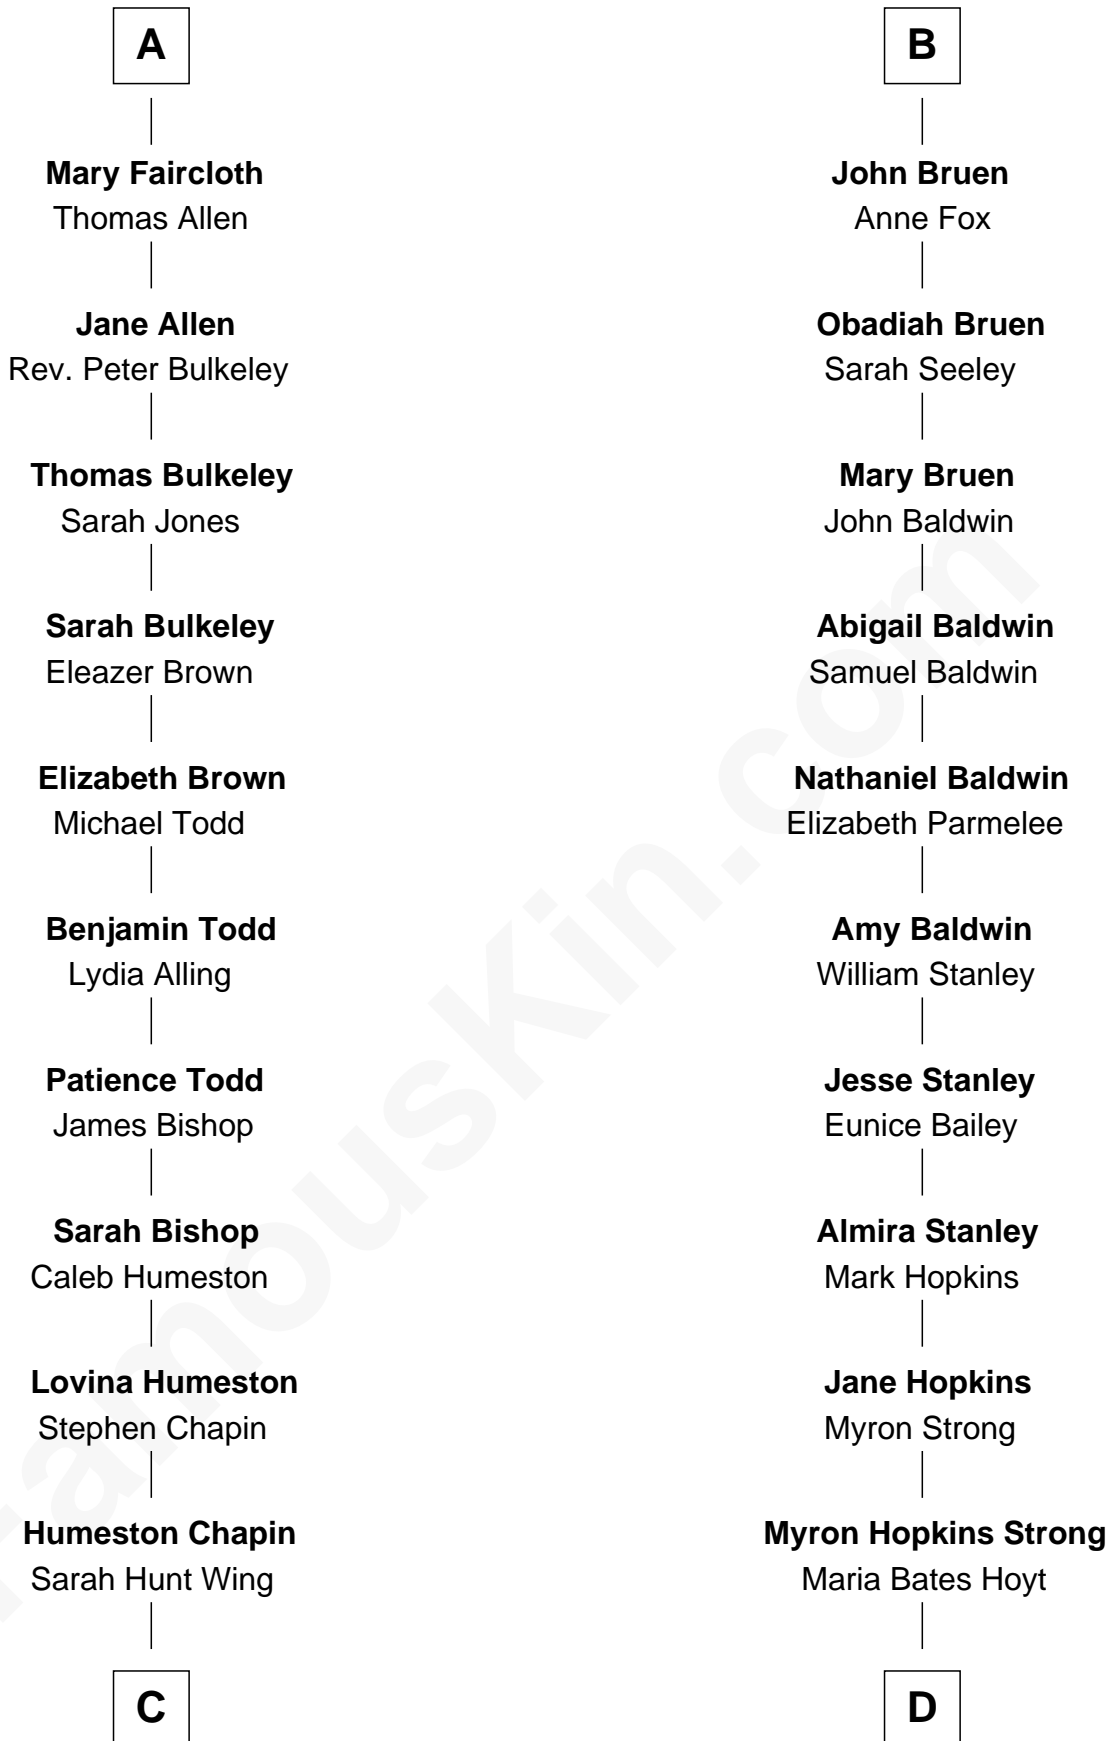 A
Mary Faircloth
Thomas Allen
Jane Allen
Rev. Peter Bulkeley
Thomas Bulkeley
Sarah Jones
Sarah Bulkeley
Eleazer Brown
Elizabeth Brown
Michael Todd
Benjamin Todd
Lydia Alling
Patience Todd
James Bishop
Sarah Bishop
Caleb Humeston
Lovina Humeston
Stephen Chapin
Humeston Chapin
Sarah Hunt Wing
C
B
John Bruen
Anne Fox
Obadiah Bruen
Sarah Seeley
Mary Bruen
John Baldwin
Abigail Baldwin
Samuel Baldwin
Nathaniel Baldwin
Elizabeth Parmelee
Amy Baldwin
William Stanley
Jesse Stanley
Eunice Bailey
Almira Stanley
Mark Hopkins
Jane Hopkins
Myron Strong
Myron Hopkins Strong
Maria Bates Hoyt
D
FamousKin.com